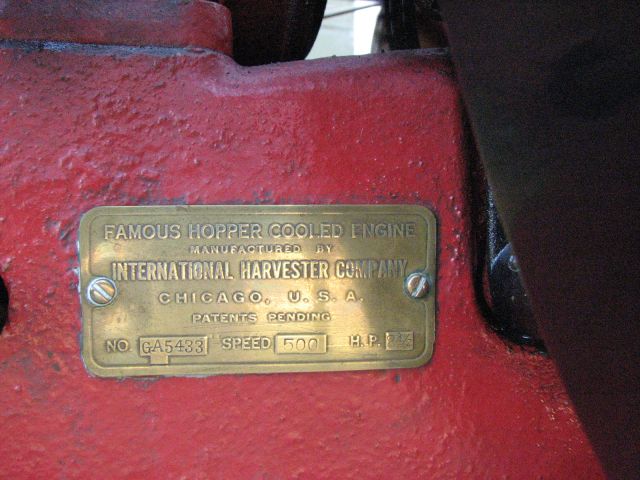 FAMOUS HOPPER COOLED ENGINE
MANUFACTURED BY
INTERNATIONAL HARVESTER COMPANY
CHICAGO, U.S.A.
PATENTS PENDING
NO. GA5433 SPEED 500 H.P.